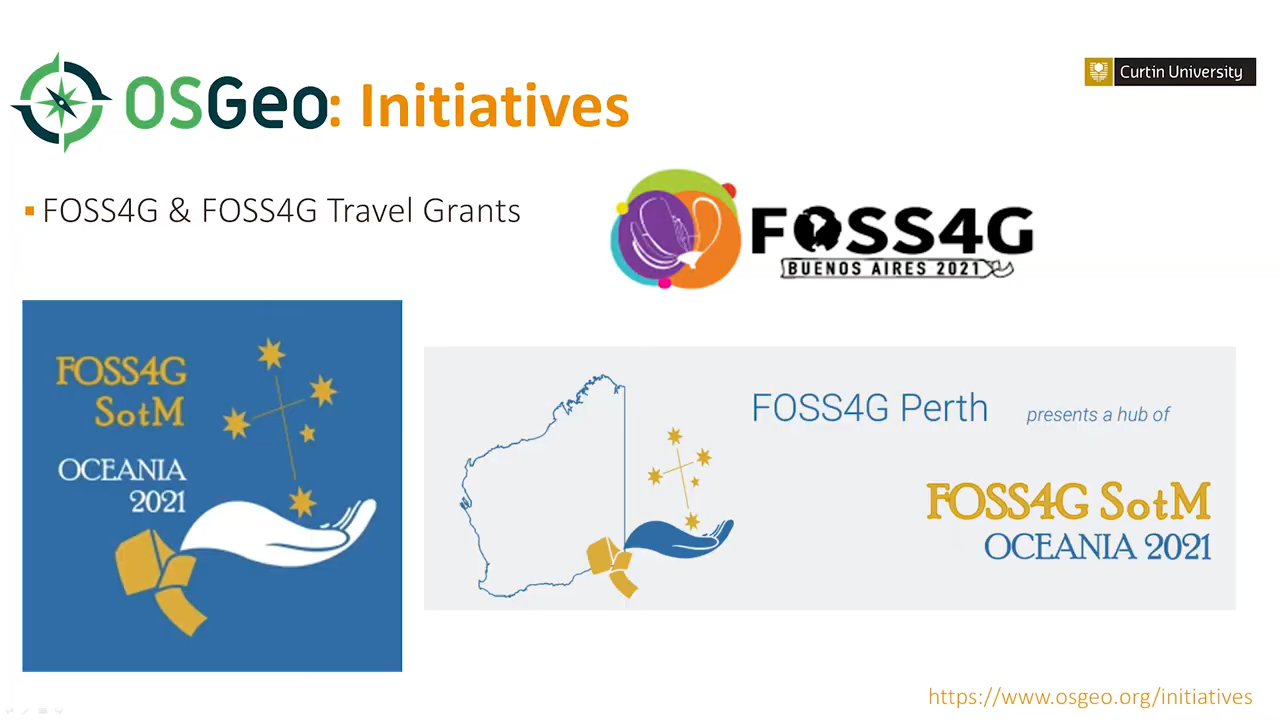 OSGeo: Initiatives
Curtin University
▪ FOSS4G & FOSS4G Travel Grants
FOSS4G
BUENOS AIRES 2021
FOSS4G
SotM
OCEANIA
2021
FOSS4G Perth presents a hub of
FOSS4G SotM
OCEANIA 2021
https://www.osgeo.org/initiatives